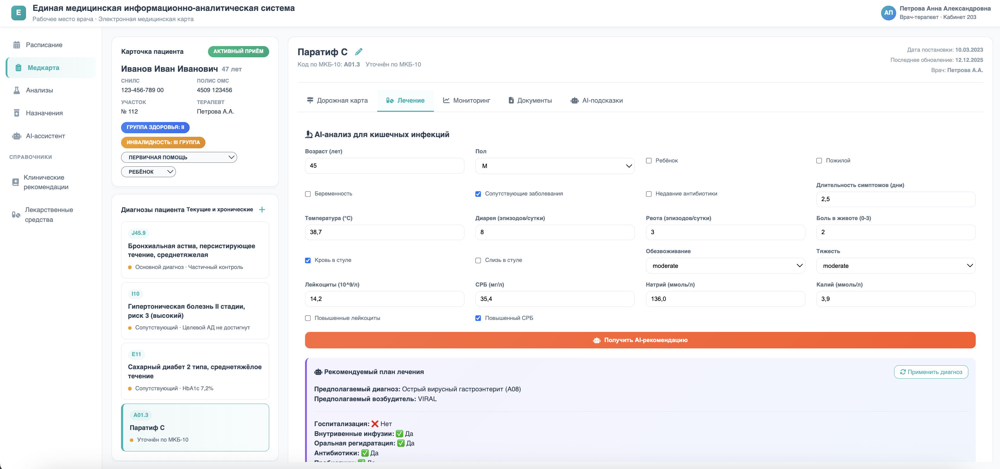 Е
Единая медицинская информационно-аналитическая система
Рабочее место врача · Электронная медицинская карта
АП
Петрова Анна Александровна
Врач-терапевт · Кабинет 203
Расписание
Медкарта
Анализы
Назначения
AI-ассистент
СПРАВОЧНИКИ
Клинические
рекомендации
Лекарственные
средства
Карточка пациента
АКТИВНЫЙ ПРИЁМ
Иванов Иван Иванович 47 лет
СНИЛС
123-456-789 00
ПОЛИС ОМС
4509 123456
УЧАСТОК
№ 112
ТЕРАПЕВТ
Петрова А.А.
ГРУППА ЗДОРОВЬЯ: II
ИНВАЛИДНОСТЬ: III ГРУППА
ПЕРВИЧНАЯ ПОМОЩЬ
РЕБЁНОК
Диагнозы пациента Текущие и хронические
J45.9
Бронхиальная астма, персистирующее
течение, среднетяжелая
Основной диагноз · Частичный контроль
I10
Гипертоническая болезнь II стадии,
риск 3 (высокий)
Сопутствующий · Целевой АД не достигнут
E11
Сахарный диабет 2 типа, среднетяжёлое
течение
Сопутствующий · HbA1c 7,2%
A01.3
Паратиф C
Уточнён по МКБ-10
Паратиф C
Код по МКБ-10: A01.3 Уточнён по МКБ-10
Дата постановки: 10.03.2023
Последнее обновление: 12.12.2025
Врач: Петрова А.А.
Дорожная карта
Лечение
Мониторинг
Документы
AI-подсказки
AI-анализ для кишечных инфекций
Возраст (лет)
45
Пол
М
Ребёнок
Пожилой
Беременность
Сопутствующие заболевания
Недавние антибиотики
Длительность симптомов (дни)
2,5
Температура (°C)
38,7
Диарея (эпизодов/сутки)
8
Рвота (эпизодов/сутки)
3
Боль в животе (0-3)
2
Кровь в стуле
Слизь в стуле
Обезвоживание
moderate
Тяжесть
moderate
Лейкоциты (10^9/л)
14,2
СРБ (мг/л)
35,4
Натрий (ммоль/л)
136,0
Калий (ммоль/л)
3,9
Повышенные лейкоциты
Повышенный СРБ
Получить AI-рекомендацию
Рекомендуемый план лечения
Применить диагноз
Предполагаемый диагноз: Острый вирусный гастроэнтерит (A08)
Предполагаемый возбудитель: VIRAL
Госпитализация: ❌ Нет
Внутривенные инфузии: ✅ Да
Оральная регидратация: ✅ Да
Антибиотики: ✅ Да